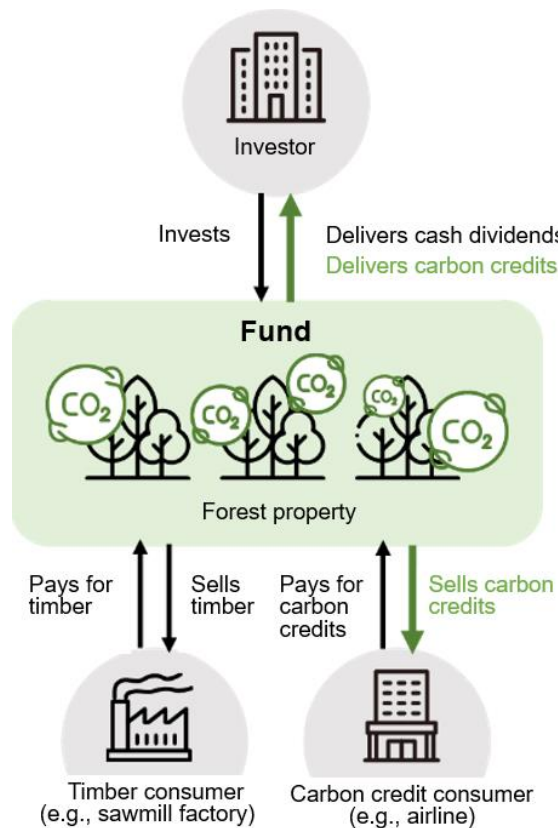 Investor
Invests
Delivers cash dividends
Delivers carbon credits
Fund
CO2
CO2
CO2
CO2
CO2
Forest property
Pays for
timber
Sells
timber
Pays for
carbon
credits
Sells carbon
credits
Timber consumer
(e.g., sawmill factory)
Carbon credit consumer
(e.g., airline)